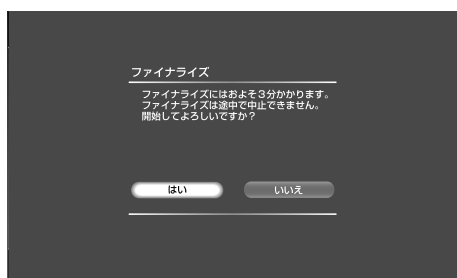 ファイナライズ
ファイナライズにはおよそ3分かかります。
ファイナライズは途中で中止できません。
開始してよろしいですか？
はい
いいえ